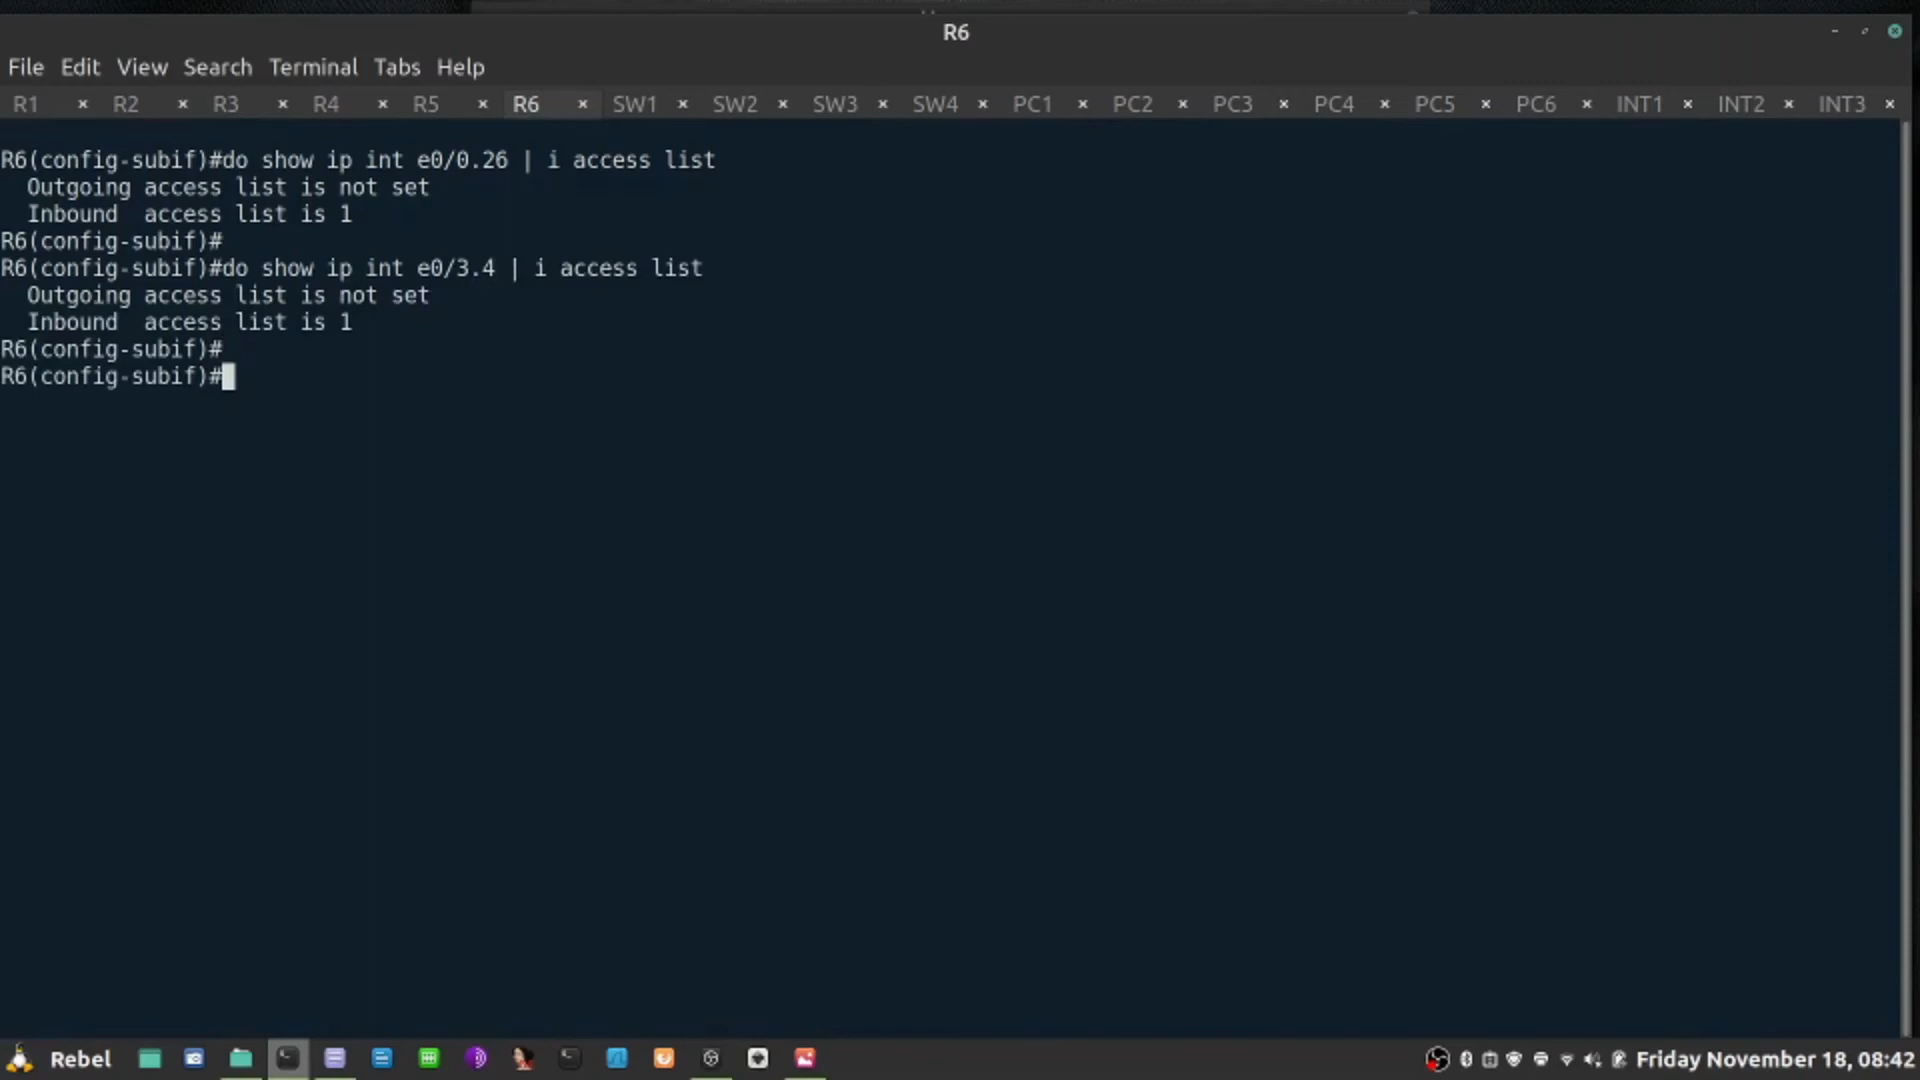 R6
File Edit View Search Terminal Tabs Help
R1 × R2 × R3 × R4 × R5 × R6 × SW1 × SW2 × SW3 × SW4 × PC1 × PC2 × PC3 × PC4 × PC5 × PC6 × INT1 × INT2 × INT3 ×
R6(config-subif)#do show ip int e0/0.26 | i access list
  Outgoing access list is not set
  Inbound  access list is 1
R6(config-subif)#
R6(config-subif)#do show ip int e0/3.4 | i access list
  Outgoing access list is not set
  Inbound  access list is 1
R6(config-subif)#
R6(config-subif)#
Rebel Friday November 18, 08:42